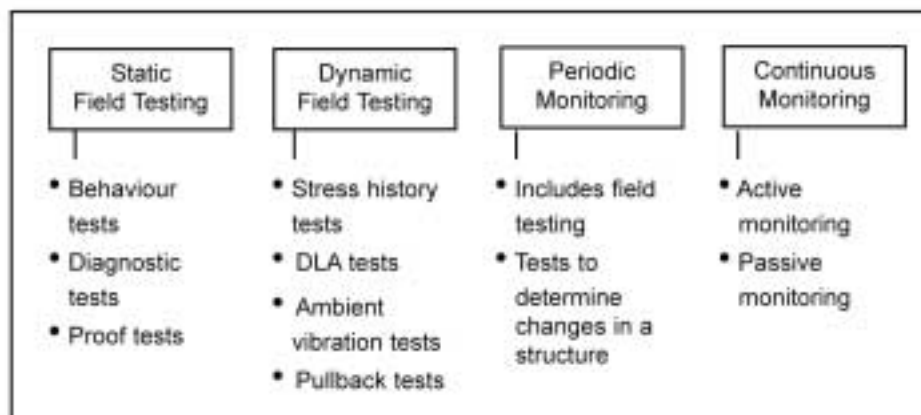 Static
Field Testing
• Behaviour
tests
• Diagnostic
tests
• Proof tests
Dynamic
Field Testing
• Stress history
tests
• DLA tests
• Ambient
vibration tests
• Pullback tests
Periodic
Monitoring
• Includes field
testing
• Tests to
determine
changes in a
structure
Continuous
Monitoring
• Active
monitoring
• Passive
monitoring